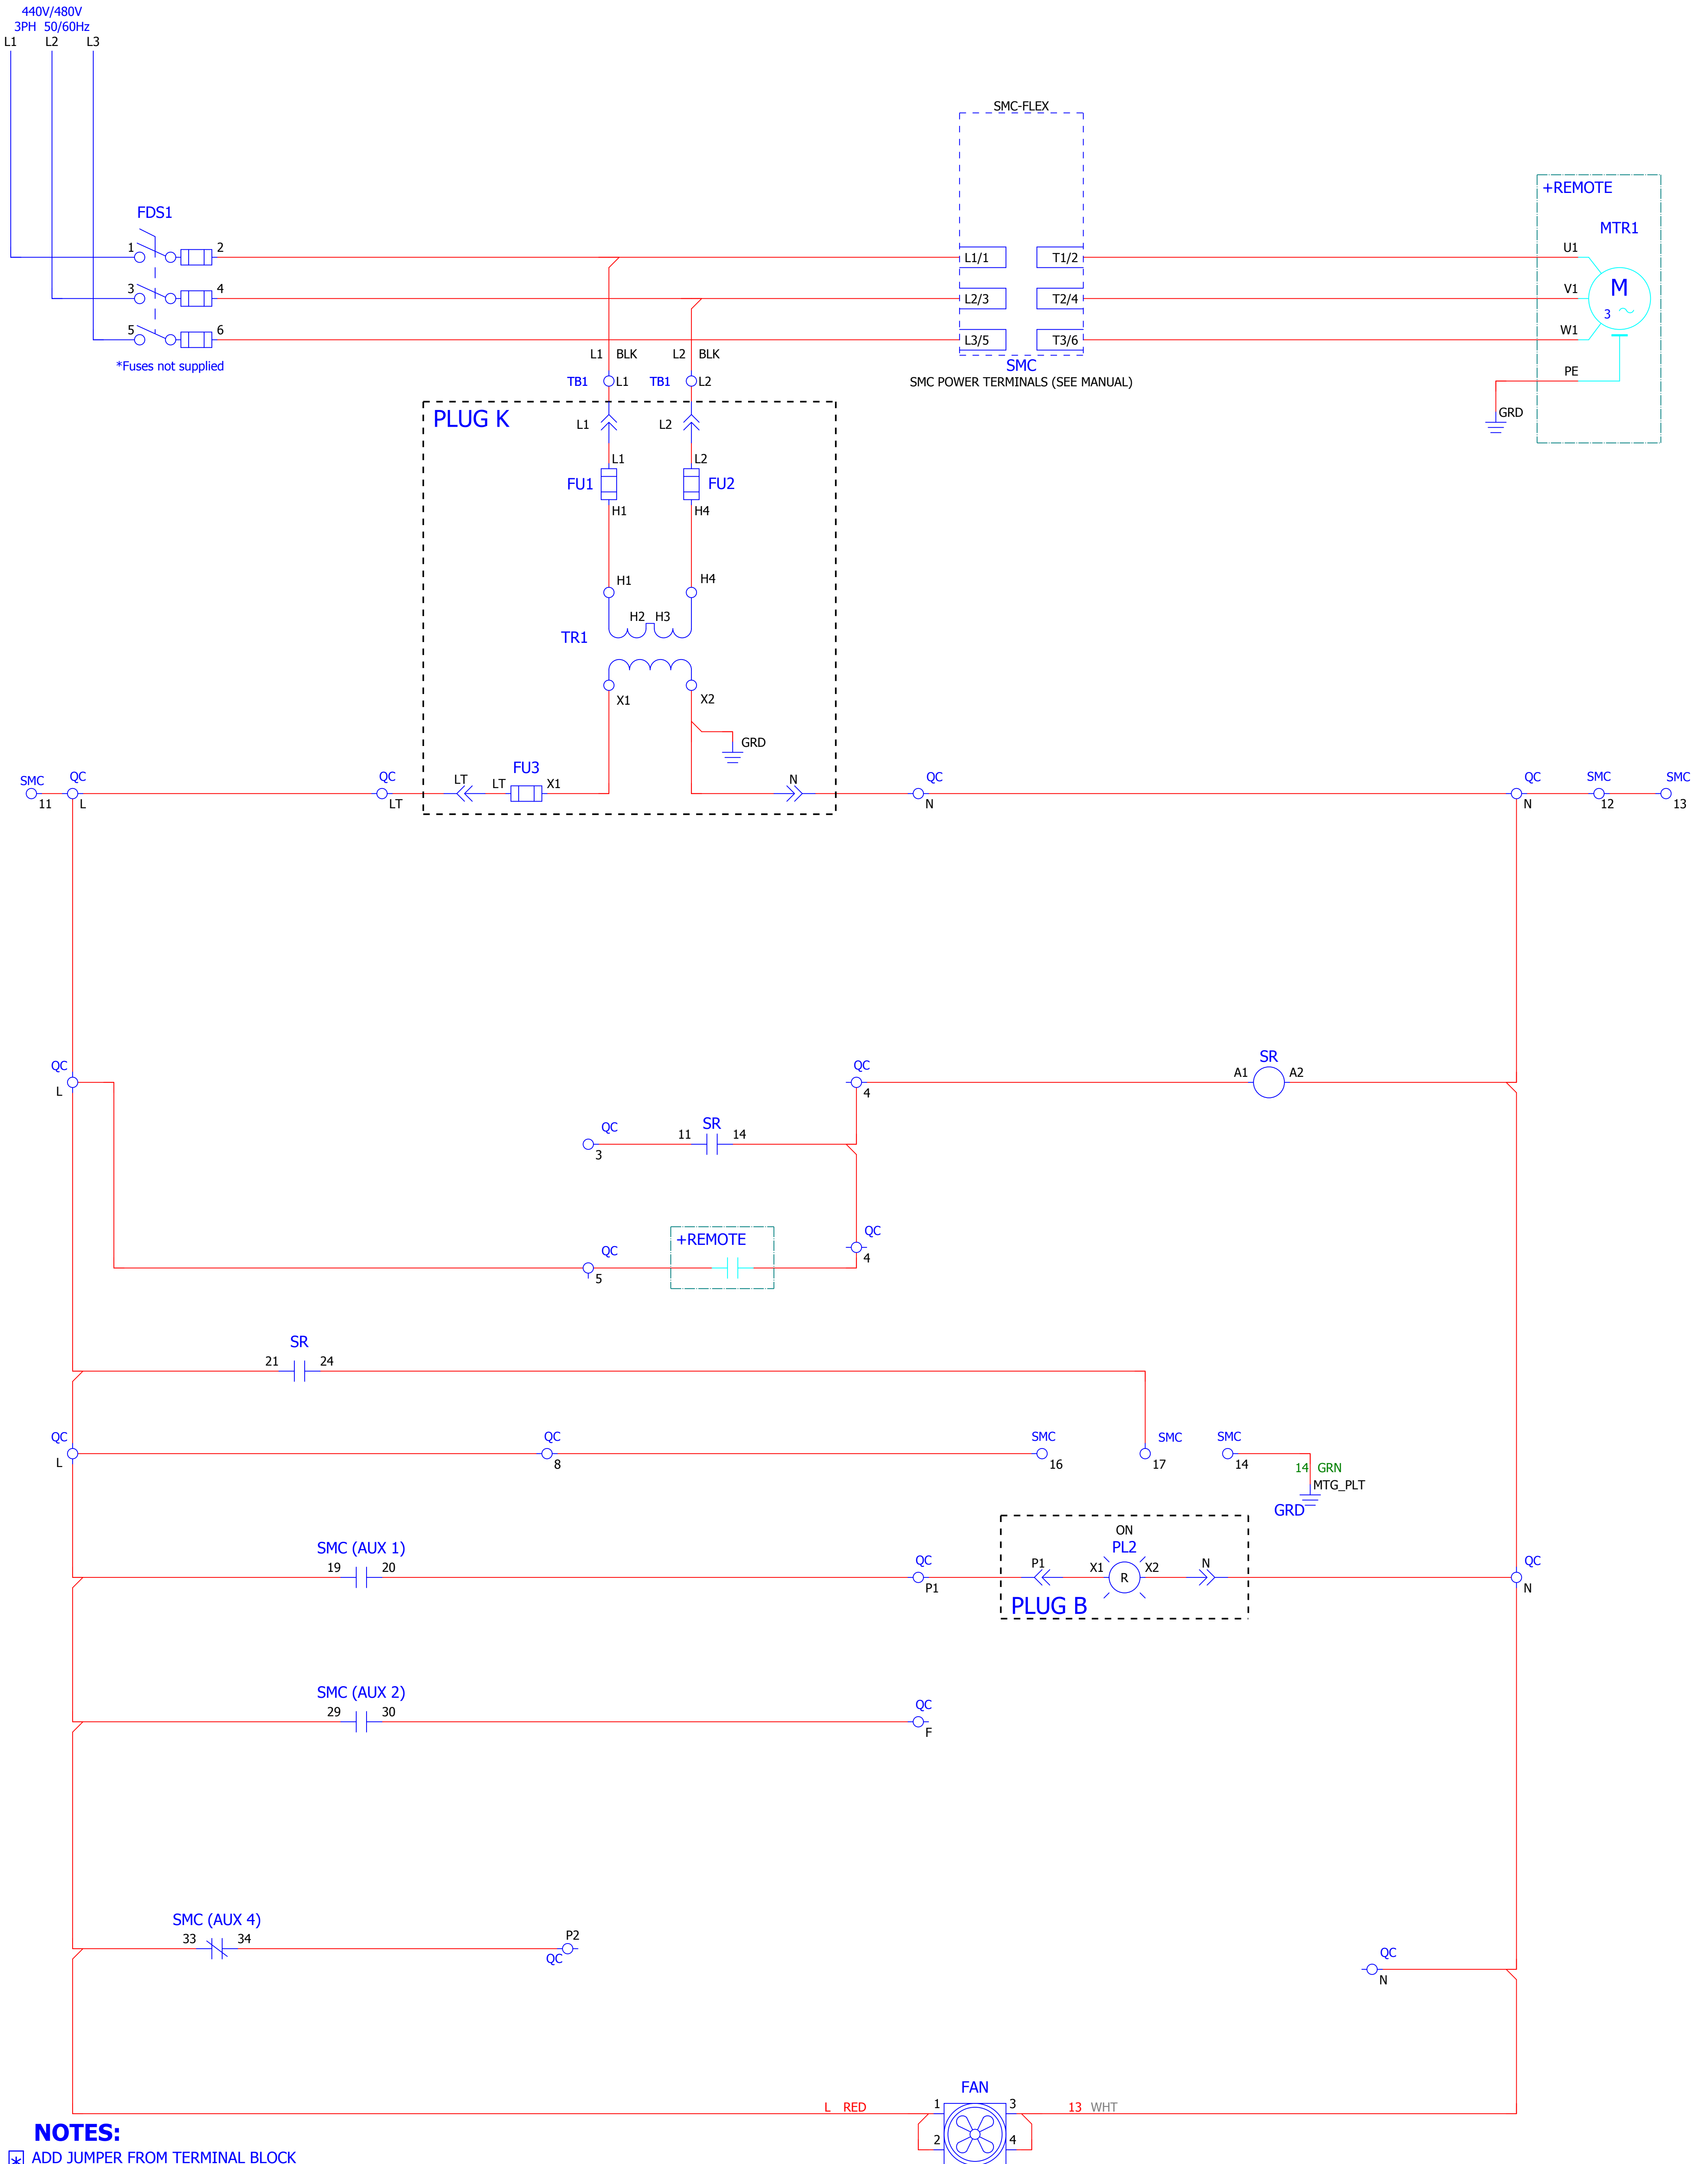 440V/480V
3PH 50/60Hz
L1 L2 L3
SMC-FLEX
+REMOTE
MTR1
FDS1
1 2
3 4
5 6
*Fuses not supplied
L1/1 T1/2
L2/3 T2/4
L3/5 T3/6
SMC
SMC POWER TERMINALS (SEE MANUAL)
U1
V1
W1
M
3
PE
GRD
L1 BLK L2 BLK
TB1 L1 TB1 L2
PLUG K
L1 L2
L1 L2
FU1 FU2
H1 H4
H1 H4
H2 H3
TR1
X1 X2
GRD
SMC QC QC LT LT FU3 X1 N QC QC SMC SMC
11 L LT N N 12 13
QC QC SR
L 4 A1 A2
QC SR
3 11 14
QC +REMOTE QC
5 4
SR
21 24
QC QC SMC SMC SMC
L 8 16 17 14
14 GRN
MTG_PLT
GRD
SMC (AUX 1)
19 20
QC
P1
ON
PL2
P1 X1 R X2 N
PLUG B
QC
N
SMC (AUX 2)
29 30
QC
F
SMC (AUX 4)
33 34
P2
QC
QC
N
FAN
L RED 1 3 13 WHT
2 4
NOTES:
* ADD JUMPER FROM TERMINAL BLOCK